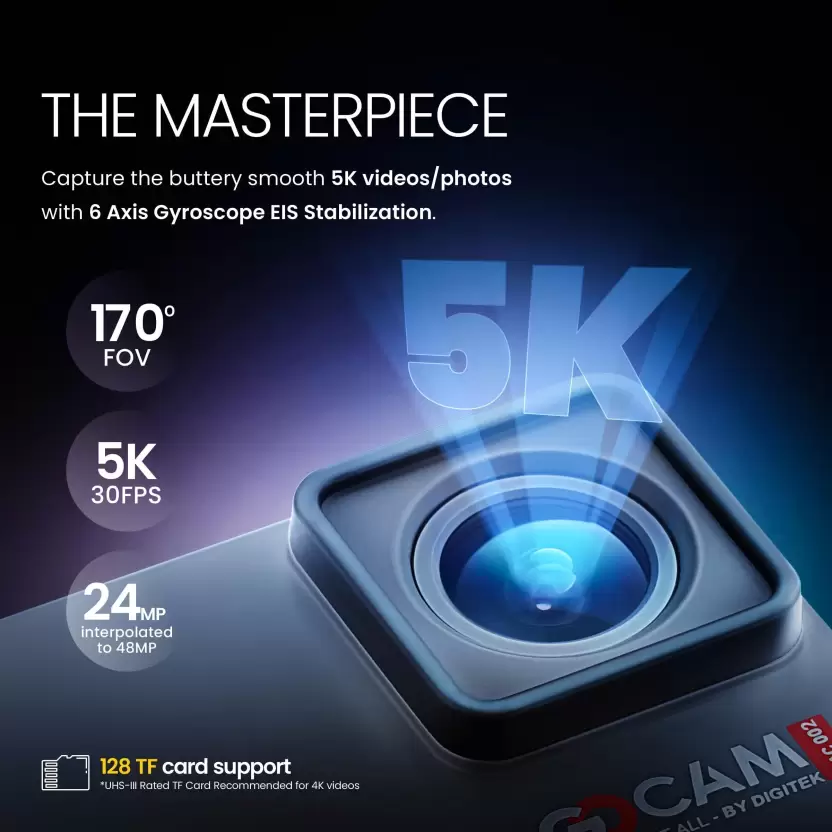 THE MASTERPIECE
Capture the buttery smooth 5K videos/photos
with 6 Axis Gyroscope EIS Stabilization.
5K
170°
FOV
5K
30FPS
24MP
interpolated
to 48MP
128 TF card support
*UHS-III Rated TF Card Recommended for 4K videos
GOCAM
C 002
ALL - BY DIGITEK